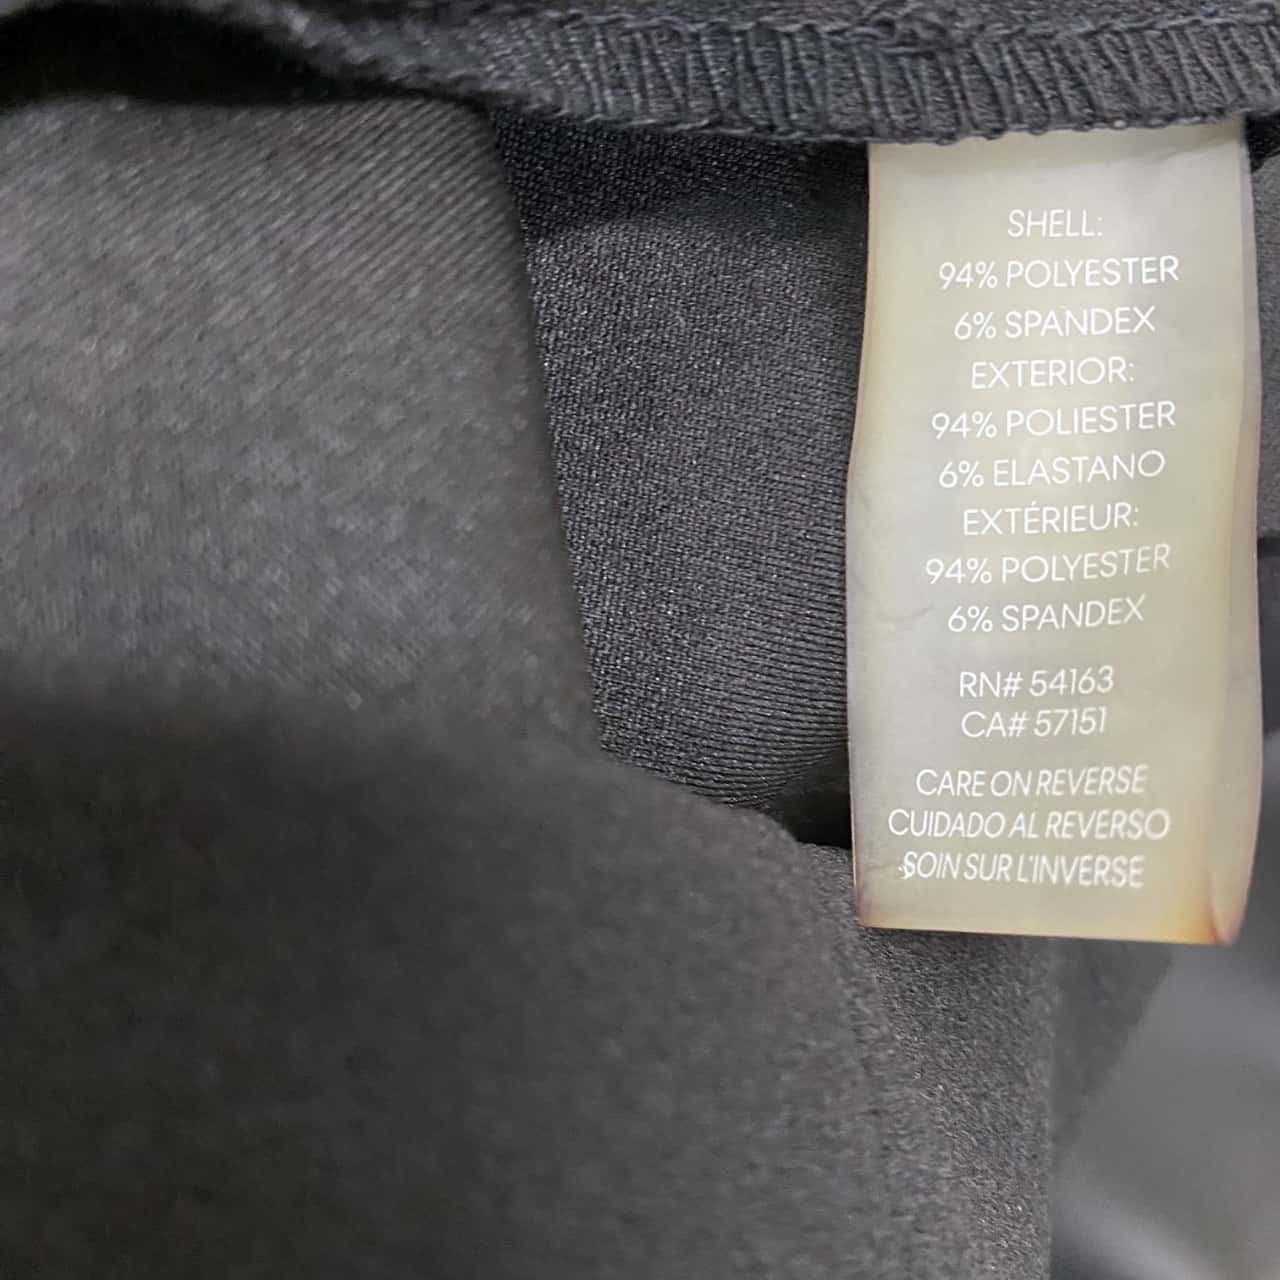 SHELL:
94% POLYESTER
6% SPANDEX
EXTERIOR:
94% POLIESTER
6% ELASTANO
EXTÉRIEUR:
94% POLYESTER
6% SPANDEX
RN# 54163
CA# 57151
CARE ON REVERSE
CUIDADO AL REVERSO
SOIN SUR L'INVERSE